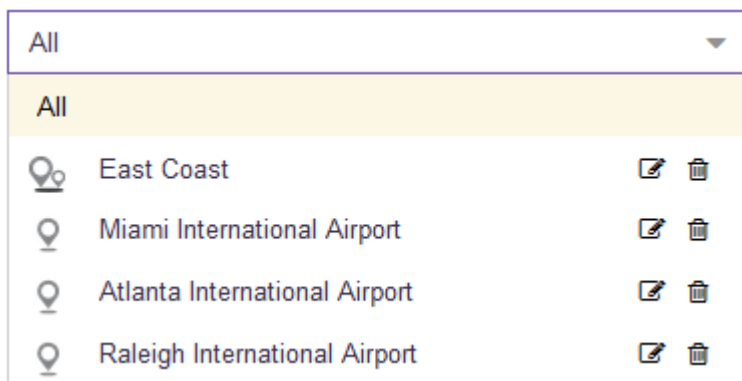 All
All
East Coast
Miami International Airport
Atlanta International Airport
Raleigh International Airport